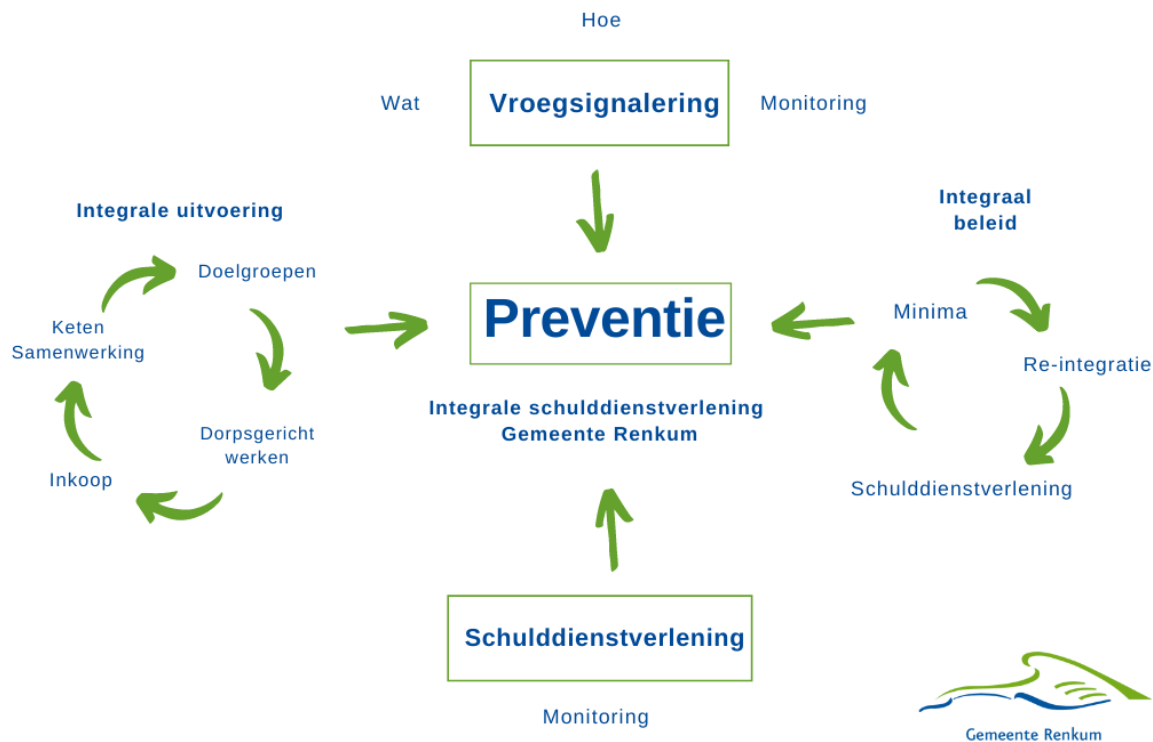 Hoe
Wat
Vroegsignalering
Monitoring
Integrale uitvoering
Doelgroepen
Keten
Samenwerking
Dorpsgericht
werken
Inkoop
Preventie
Integrale schulddienstverlening
Gemeente Renkum
Integraal
beleid
Minima
Re-integratie
Schulddienstverlening
Schulddienstverlening
Monitoring
Gemeente Renkum